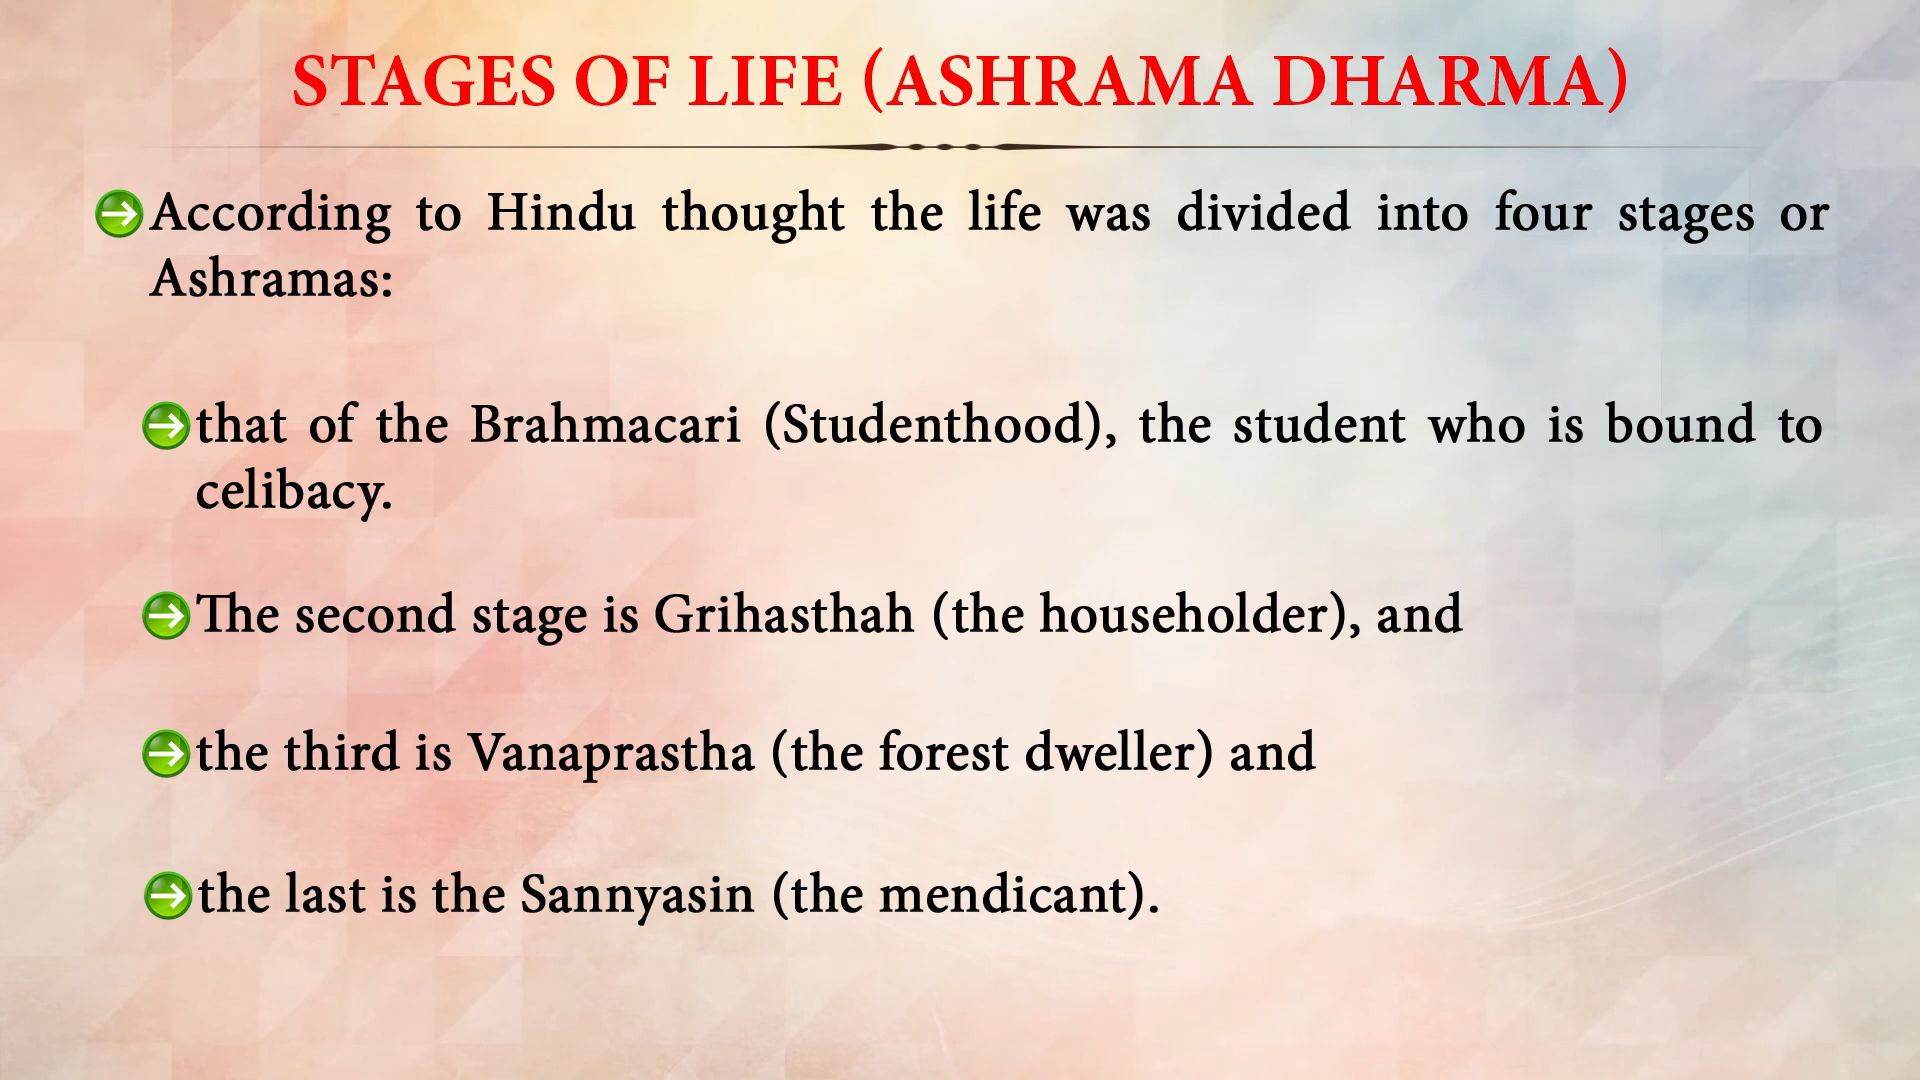 STAGES OF LIFE (ASHRAMA DHARMA)
According to Hindu thought the life was divided into four stages or
Ashramas:
that of the Brahmacari (Studenthood), the student who is bound to
celibacy.
The second stage is Grihasthah (the householder), and
the third is Vanaprastha (the forest dweller) and
the last is the Sannyasin (the mendicant).